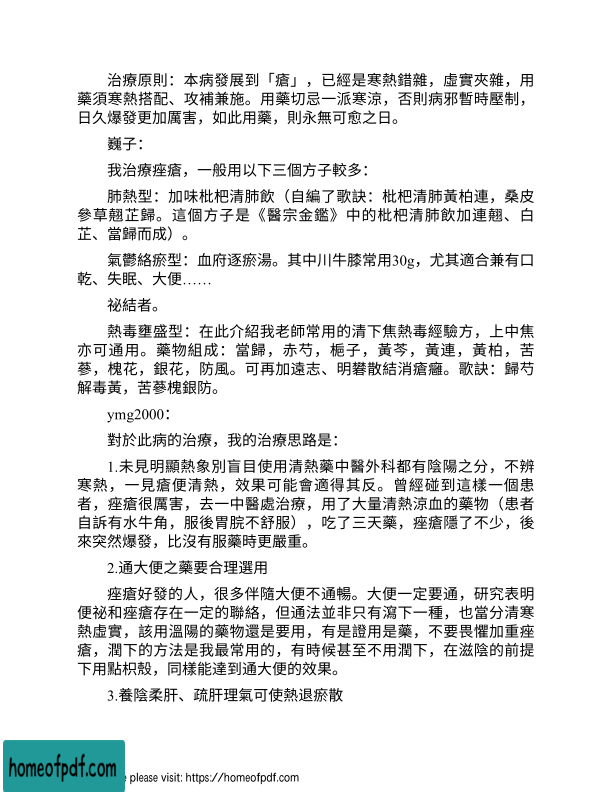 治療原則：本病發展到「瘡」，已經是寒熱錯雜，虛實夾雜，用
藥須寒熱搭配、攻補兼施。用藥切忌一派寒涼，否則病邪暫時壓制，
日久爆發更加厲害，如此用藥，則永無可愈之日。
巍子：
我治療痤瘡，一般用以下三個方子較多：
肺熱型：加味枇杷清肺飲（自編了歌訣：枇杷清肺黃柏連，桑皮
參草翹芷歸。這個方子是《醫宗金鑑》中的枇杷清肺飲加連翹、白
芷、當歸而成）。
氣鬱絡瘀型：血府逐瘀湯。其中川牛膝常用30g，尤其適合兼有口
乾、失眠、大便……
祕結者。
熱毒壅盛型：在此介紹我老師常用的清下焦熱毒經驗方，上中焦
亦可通用。藥物組成：當歸，赤芍，梔子，黃芩，黃連，黃柏，苦
蔘，槐花，銀花，防風。可再加遠志、明礬散結消瘡癰。歌訣：歸芍
解毒黃，苦蔘槐銀防。
ymg2000：
對於此病的治療，我的治療思路是：
1.未見明顯熱象別盲目使用清熱藥中醫外科都有陰陽之分，不辨
寒熱，一見瘡便清熱，效果可能會適得其反。曾經碰到這樣一個患
者，痤瘡很厲害，去一中醫處治療，用了大量清熱涼血的藥物（患者
自訴有水牛角，服後胃脘不舒服），吃了三天藥，痤瘡隱了不少，後
來突然爆發，比沒有服藥時更嚴重。
2.通大便之藥要合理選用
痤瘡好發的人，很多伴隨大便不通暢。大便一定要通，研究表明
便祕和痤瘡存在一定的聯絡，但通法並非只有瀉下一種，也當分清寒
熱虛實，該用溫陽的藥物還是要用，有是證用是藥，不要畏懼加重痤
瘡，潤下的方法是我最常用的，有時候甚至不用潤下，在滋陰的前提
下用點枳殼，同樣能達到通大便的效果。
3.養陰柔肝、疏肝理氣可使熱退瘀散
homeofpdf.com
e please visit: https://homeofpdf.com